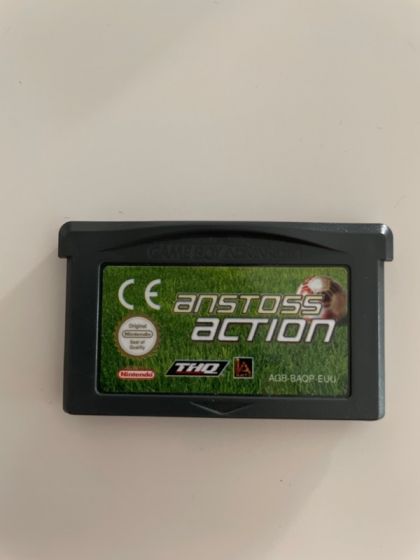 GAME BOY ADVANCE
CE
anstoss
action
Original
Nintendo
Seal of
Quality
Nintendo
THQ
AGB-BAQP-EUU